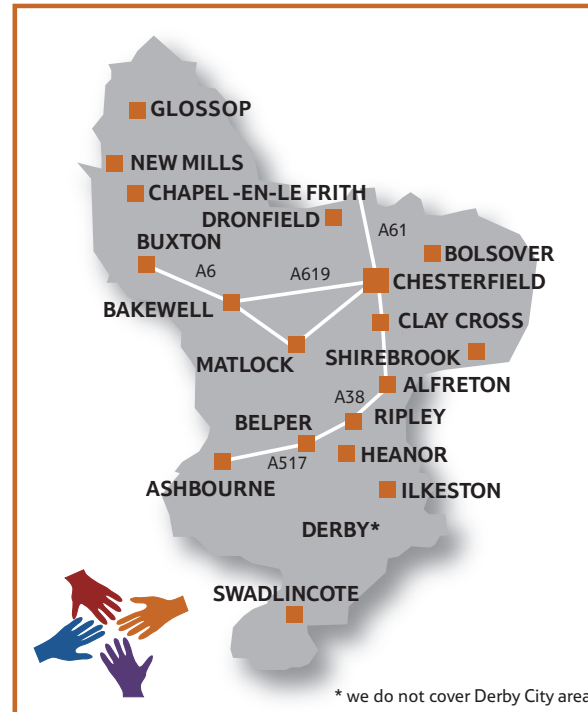 GLOSSOP
NEW MILLS
CHAPEL -EN-LE FRITH
DRONFIELD
BUXTON
A61
BOLSOVER
A6
A619
CHESTERFIELD
BAKEWELL
CLAY CROSS
MATLOCK
SHIREBROOK
ALFRETON
A38
BELPER
RIPLEY
HEANOR
A517
ASHBOURNE
ILKESTON
DERBY*
SWADLINCOTE
* we do not cover Derby City area